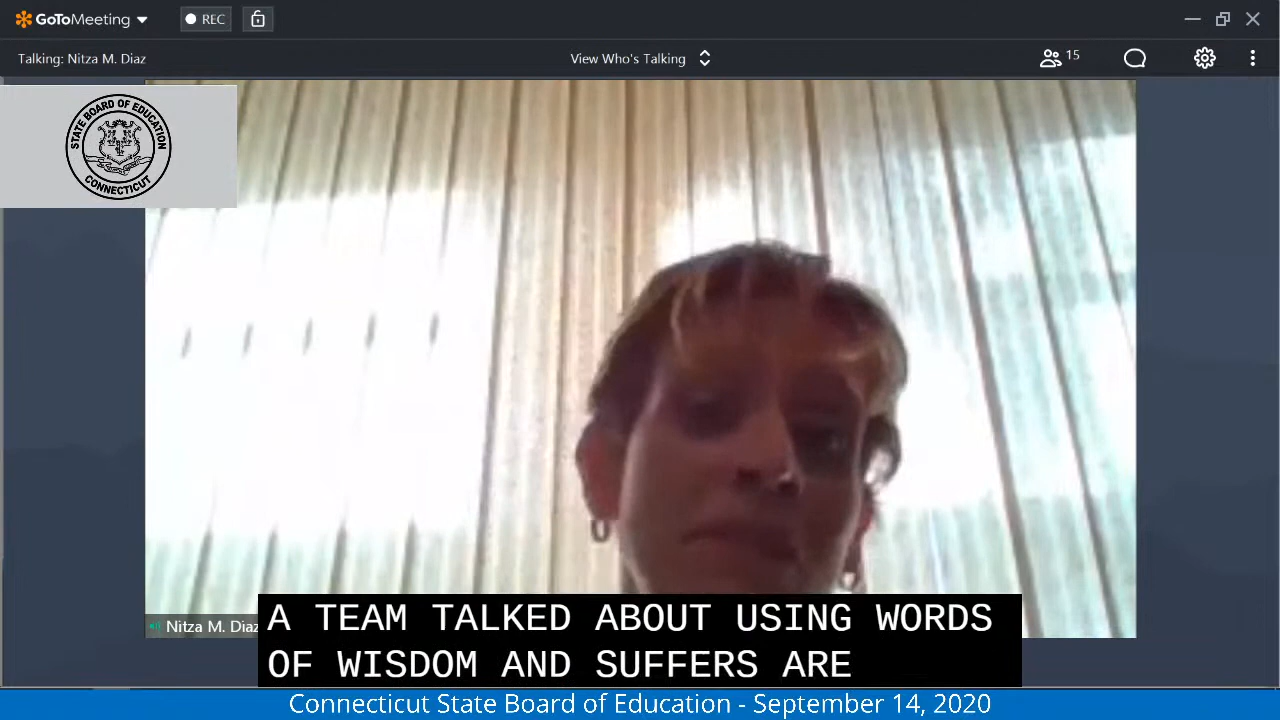 GoToMeeting
REC
Talking: Nitza M. Diaz
View Who's Talking
15
STATE BOARD OF EDUCATION
CONNECTICUT
Nitza M. Diaz
A TEAM TALKED ABOUT USING WORDS
OF WISDOM AND SUFFERS ARE
Connecticut State Board of Education - September 14, 2020